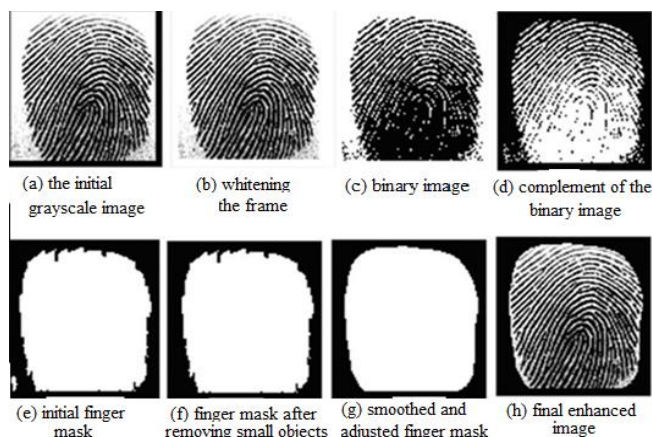 (a) the initial
grayscale image
(b) whitening
the frame
(c) binary image
(d) complement of the
binary image
(e) initial finger
mask
(f) finger mask after
removing small objects
(g) smoothed and
adjusted finger mask
(h) final enhanced
image